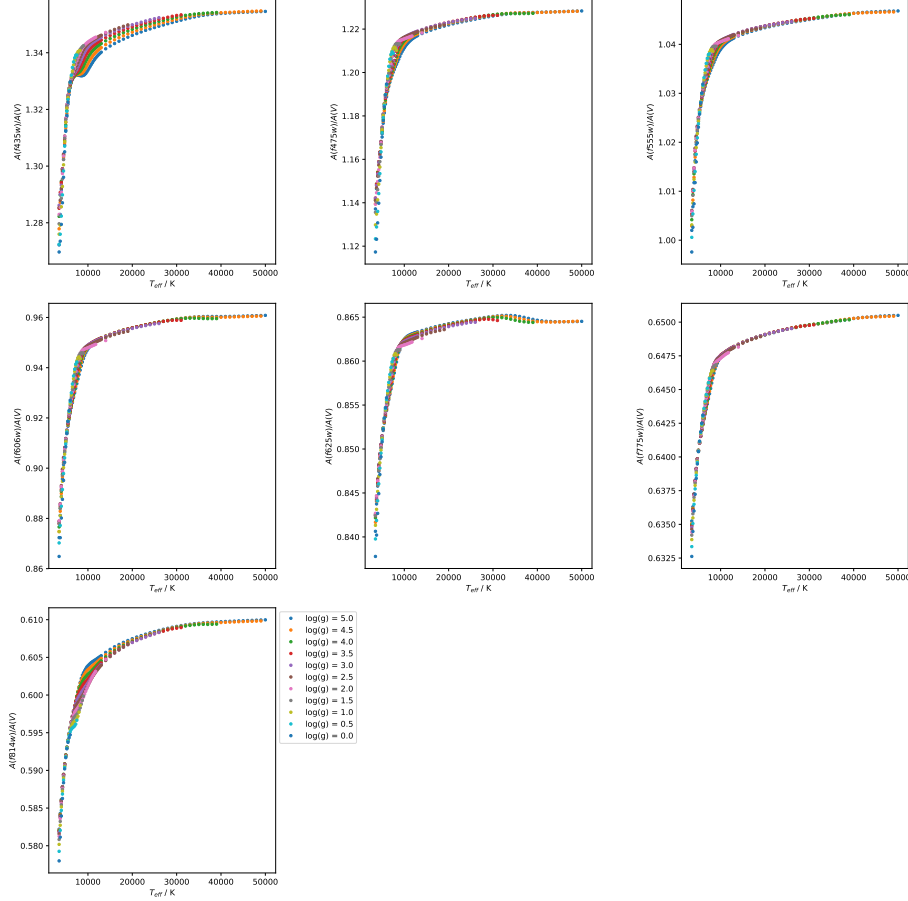 1.34
1.32
1.30
1.28
A(f435w)/A(V)
10000 20000 30000 40000 50000
T_eff / K
1.22
1.20
1.18
1.16
1.14
1.12
A(f475w)/A(V)
10000 20000 30000 40000 50000
T_eff / K
1.04
1.03
1.02
1.01
1.00
A(f555w)/A(V)
10000 20000 30000 40000 50000
T_eff / K
0.96
0.94
0.92
0.90
0.88
0.86
A(f606w)/A(V)
10000 20000 30000 40000 50000
T_eff / K
0.865
0.860
0.855
0.850
0.845
0.840
A(f625w)/A(V)
10000 20000 30000 40000 50000
T_eff / K
0.6500
0.6475
0.6450
0.6425
0.6400
0.6375
0.6350
0.6325
A(f775w)/A(V)
10000 20000 30000 40000 50000
T_eff / K
0.610
0.605
0.600
0.595
0.590
0.585
0.580
A(f814w)/A(V)
10000 20000 30000 40000 50000
T_eff / K
log(g) = 5.0
log(g) = 4.5
log(g) = 4.0
log(g) = 3.5
log(g) = 3.0
log(g) = 2.5
log(g) = 2.0
log(g) = 1.5
log(g) = 1.0
log(g) = 0.5
log(g) = 0.0